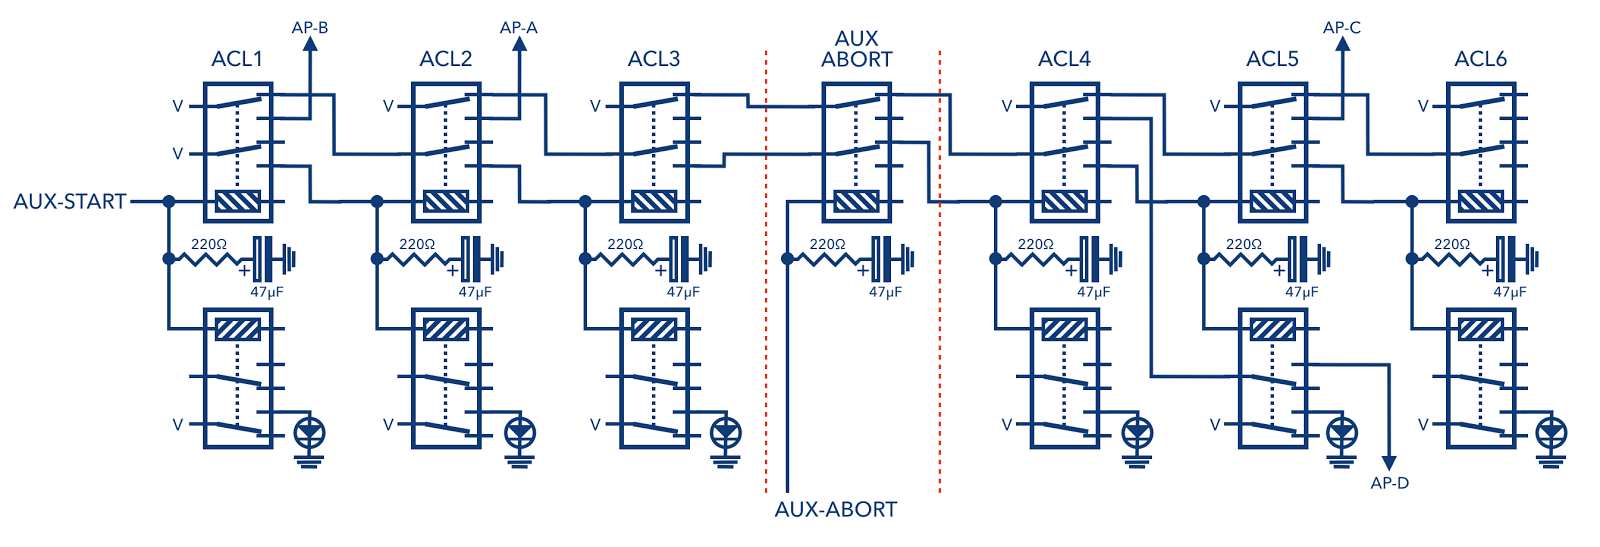 AP-B
AP-A
AP-C
ACL1
ACL2
ACL3
AUX
ABORT
ACL4
ACL5
ACL6
V
V
V
V
V
V
V
V
AUX-START
220Ω
220Ω
220Ω
220Ω
220Ω
220Ω
220Ω
+
+
+
+
+
+
+
47µF
47µF
47µF
47µF
47µF
47µF
47µF
V
V
V
V
V
V
AP-D
AUX-ABORT